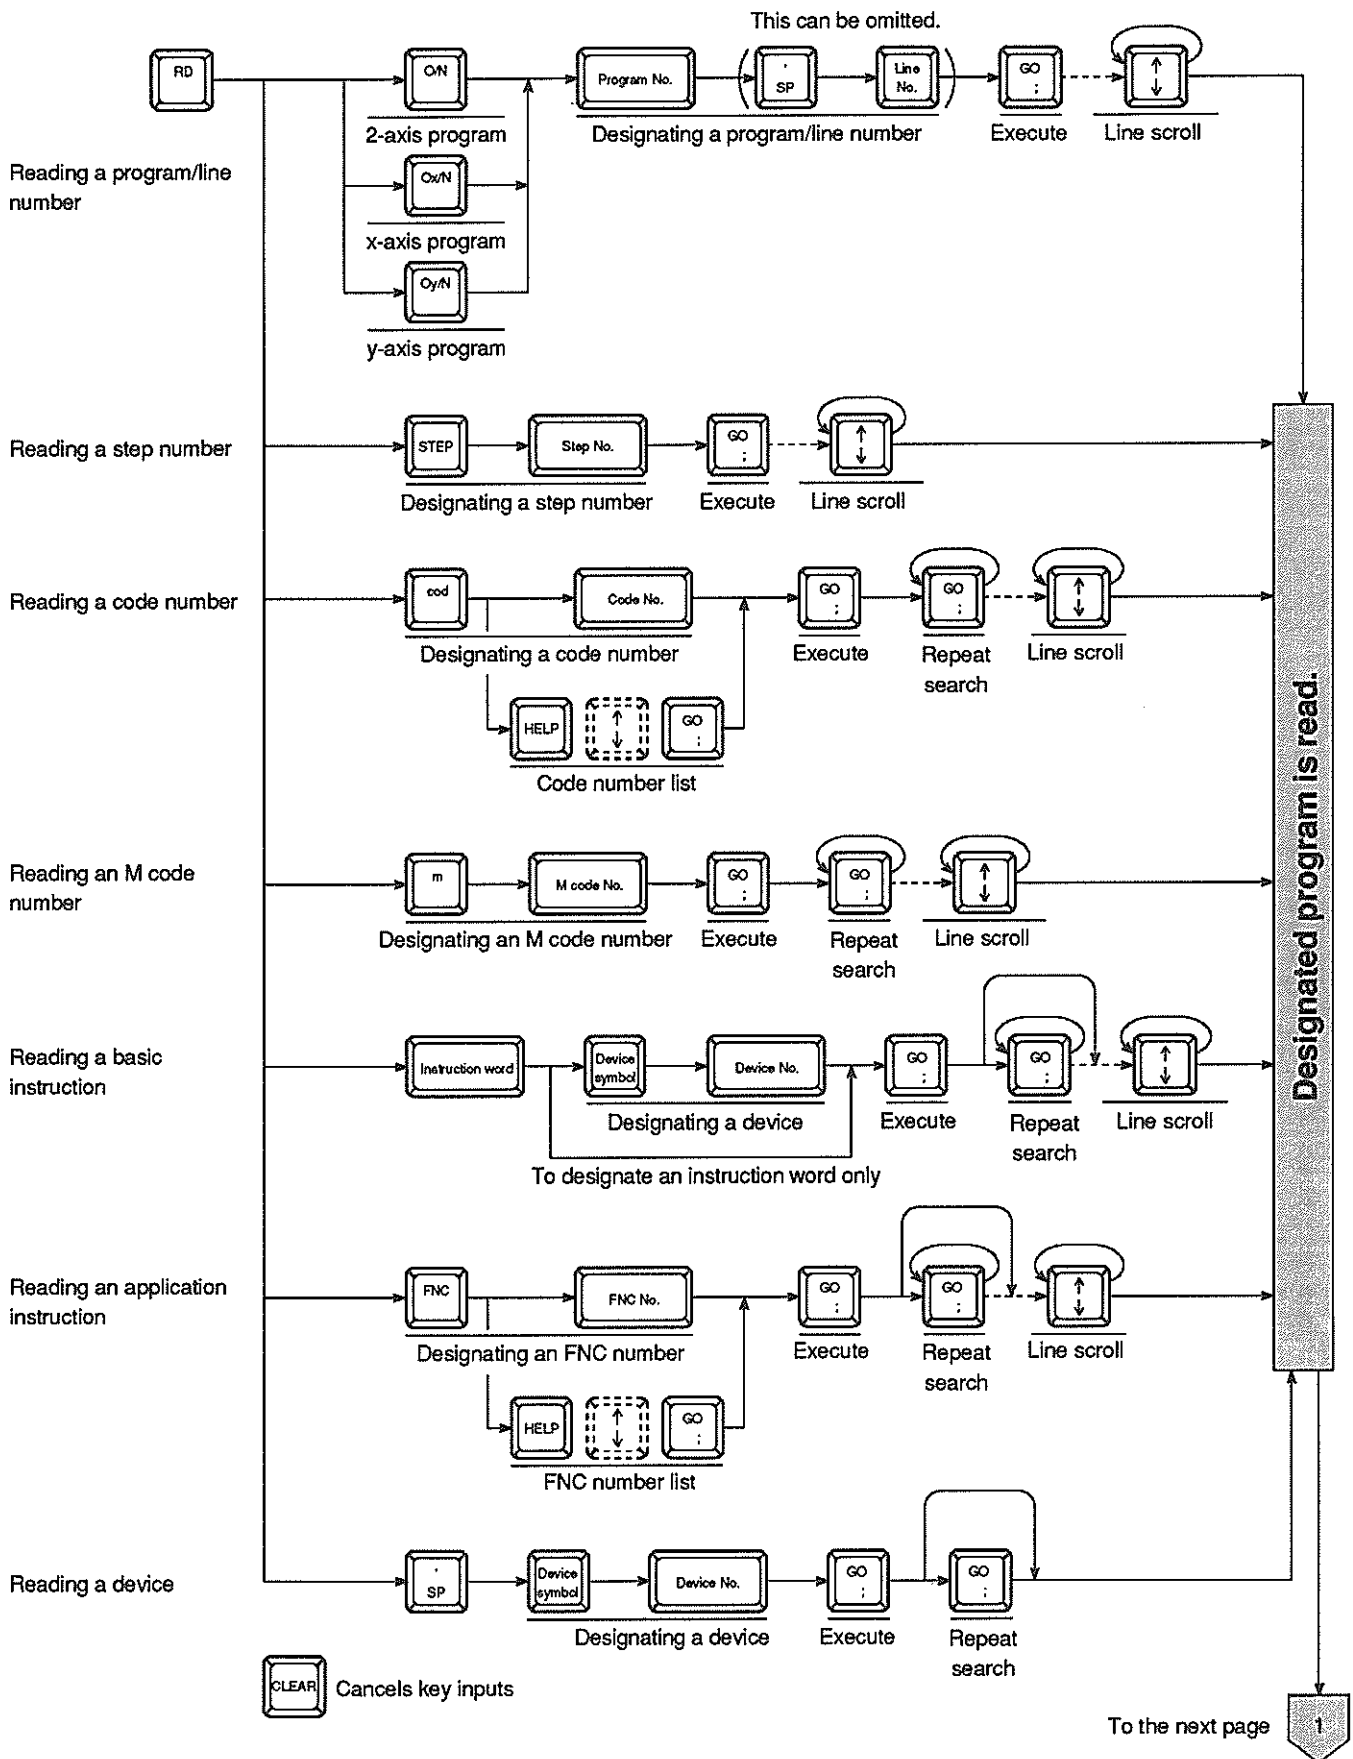 This can be omitted.
RD
O/N
Program No.
' SP
Line No.
GO ;
↑ ↓
2-axis program
Designating a program/line number
Execute
Line scroll
Reading a program/line
number
Ox/N
x-axis program
Oy/N
y-axis program
Reading a step number
STEP
Step No.
GO ;
↑ ↓
Designating a step number
Execute
Line scroll
Reading a code number
cod
Code No.
GO ;
GO ;
↑ ↓
Designating a code number
Execute
Repeat
search
Line scroll
HELP
↑ ↓
GO ;
Code number list
Reading an M code
number
m
M code No.
GO ;
GO ;
↑ ↓
Designating an M code number
Execute
Repeat
search
Line scroll
Reading a basic
instruction
Instruction word
Device
symbol
Device No.
GO ;
GO ;
↑ ↓
Designating a device
Execute
Repeat
search
Line scroll
To designate an instruction word only
Reading an application
instruction
FNC
FNC No.
GO ;
GO ;
↑ ↓
Designating an FNC number
Execute
Repeat
search
Line scroll
HELP
↑ ↓
GO ;
FNC number list
Reading a device
' SP
Device
symbol
Device No.
GO ;
GO ;
Designating a device
Execute
Repeat
search
Designated program is read.
CLEAR
Cancels key inputs
To the next page
1